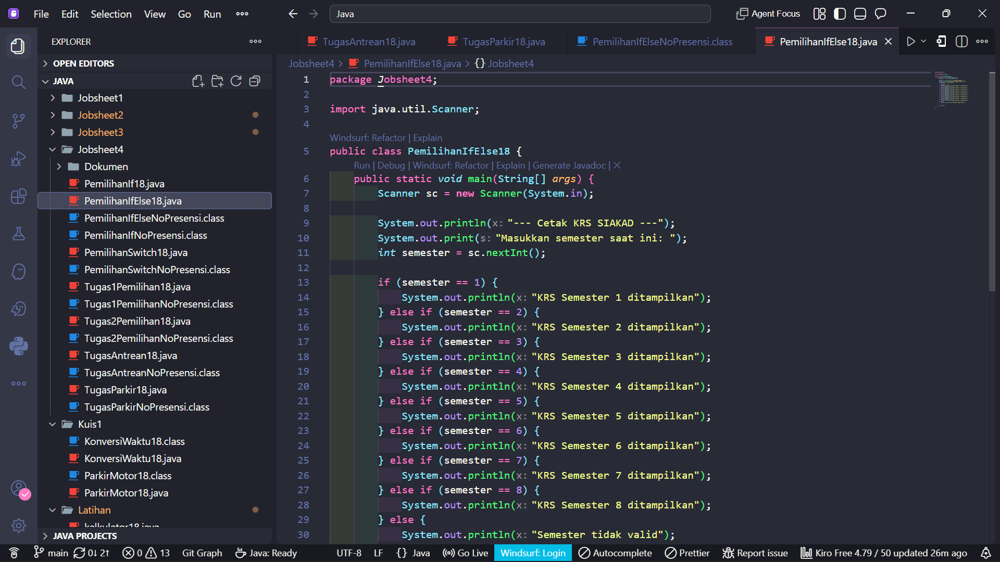 File Edit Selection View Go Run
Java
Agent Focus
EXPLORER
TugasAntrean18.java
TugasParkir18.java
PemilihanIfElseNoPresensi.class
PemilihanIfElse18.java
OPEN EDITORS
JAVA
Jobsheet1
Jobsheet2
Jobsheet3
Jobsheet4
Dokumen
PemilihanIf18.java
PemilihanIfElse18.java
PemilihanIfElseNoPresensi.class
PemilihanIfNoPresensi.class
PemilihanSwitch18.java
PemilihanSwitchNoPresensi.class
Tugas1Pemilihan18.java
Tugas1PemilihanNoPresensi.class
Tugas2Pemilihan18.java
Tugas2PemilihanNoPresensi.class
TugasAntrean18.java
TugasAntreanNoPresensi.class
TugasParkir18.java
TugasParkirNoPresensi.class
Kuis1
KonversiWaktu18.class
KonversiWaktu18.java
ParkirMotor18.class
ParkirMotor18.java
Latihan
kalkulator18.java
JAVA PROJECTS
Jobsheet4 > PemilihanIfElse18.java > {} Jobsheet4
1 package Jobsheet4;
2
3 import java.util.Scanner;
4
Windsurf: Refactor | Explain
5 public class PemilihanIfElse18 {
Run | Debug | Windsurf: Refactor | Explain | Generate Javadoc | X
6 public static void main(String[] args) {
7 Scanner sc = new Scanner(System.in);
8
9 System.out.println(x: "--- Cetak KRS SIAKAD ---");
10 System.out.print(s: "Masukkan semester saat ini: ");
11 int semester = sc.nextInt();
12
13 if (semester == 1) {
14 System.out.println(x: "KRS Semester 1 ditampilkan");
15 } else if (semester == 2) {
16 System.out.println(x: "KRS Semester 2 ditampilkan");
17 } else if (semester == 3) {
18 System.out.println(x: "KRS Semester 3 ditampilkan");
19 } else if (semester == 4) {
20 System.out.println(x: "KRS Semester 4 ditampilkan");
21 } else if (semester == 5) {
22 System.out.println(x: "KRS Semester 5 ditampilkan");
23 } else if (semester == 6) {
24 System.out.println(x: "KRS Semester 6 ditampilkan");
25 } else if (semester == 7) {
26 System.out.println(x: "KRS Semester 7 ditampilkan");
27 } else if (semester == 8) {
28 System.out.println(x: "KRS Semester 8 ditampilkan");
29 } else {
30 System.out.println(x: "Semester tidak valid");
main 0↓ 2↑ 0 13 Git Graph Java: Ready UTF-8 LF {} Java Go Live Windsurf: Login Autocomplete Prettier Report issue Kiro Free 4.79 / 50 updated 26m ago